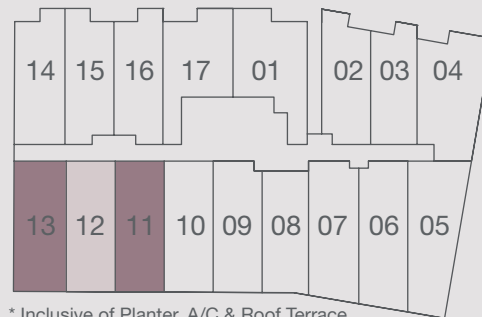 14 15 16 17 01 02 03 04
13 12 11 10 09 08 07 06 05
* Inclusive of Planter, A/C & Roof Terrace